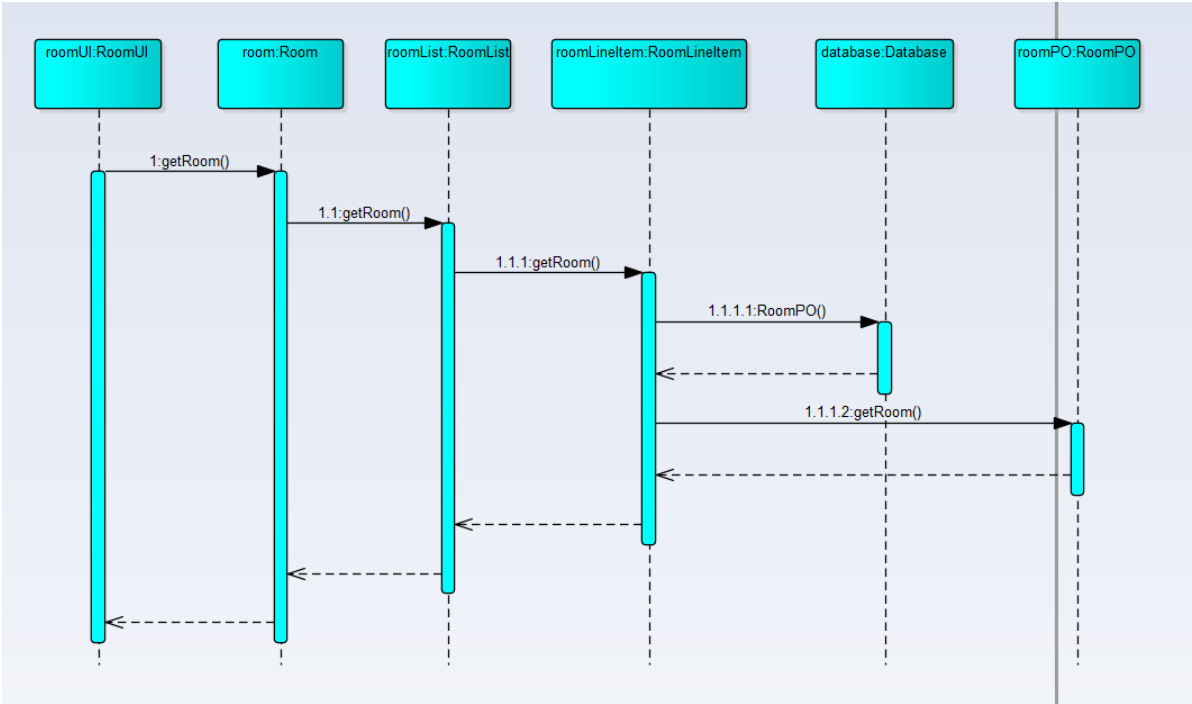 roomUI:RoomUI
room:Room
roomList:RoomList
roomLineItem:RoomLineItem
database:Database
roomPO:RoomPO
1:getRoom()
1.1:getRoom()
1.1.1:getRoom()
1.1.1.1:RoomPO()
1.1.1.2:getRoom()